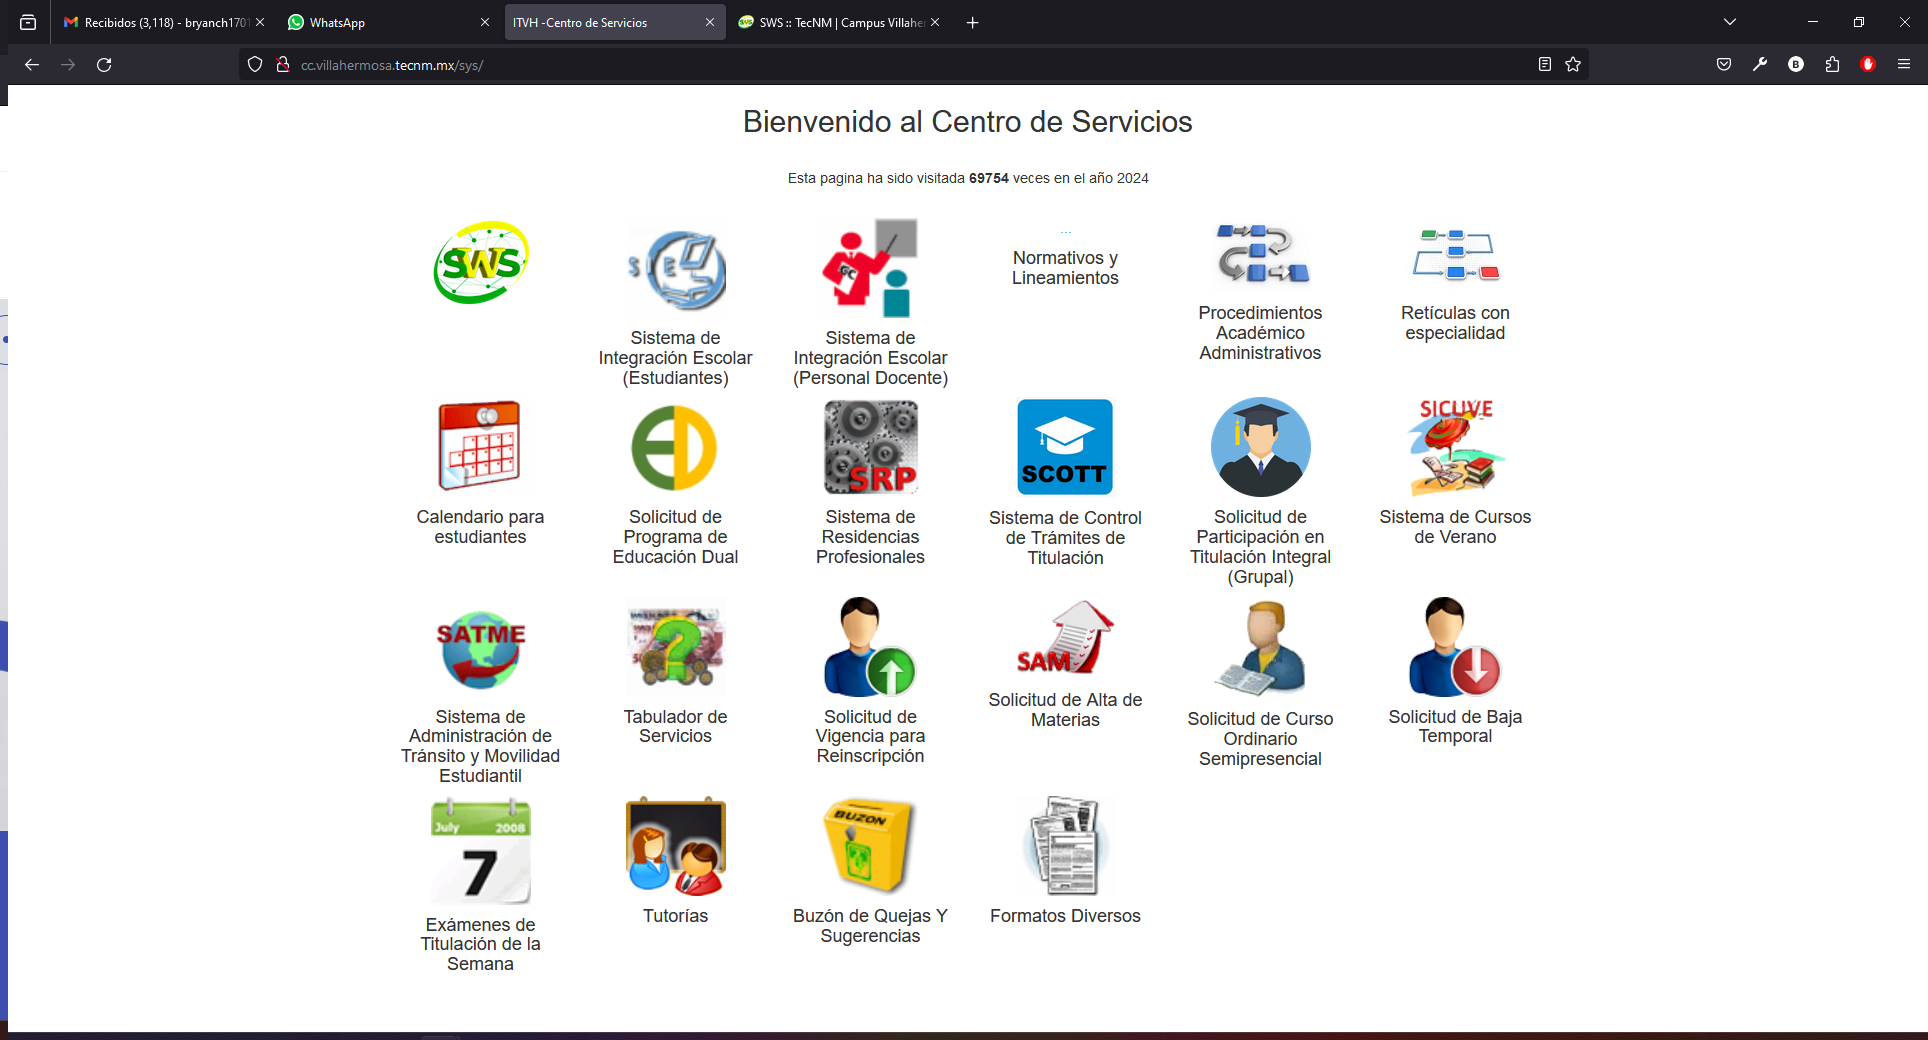 Recibidos (3,118) - bryanch1701
WhatsApp
ITVH -Centro de Servicios
SWS :: TecNM | Campus Villaher
cc.villahermosa.tecnm.mx/sys/
B
Bienvenido al Centro de Servicios
Esta pagina ha sido visitada 69754 veces en el año 2024
SWS
SIE
Sistema de
Integración Escolar
(Estudiantes)
GC
Sistema de
Integración Escolar
(Personal Docente)
...
Normativos y
Lineamientos
Procedimientos
Académico
Administrativos
Retículas con
especialidad
Calendario para
estudiantes
ED
Solicitud de
Programa de
Educación Dual
SRP
Sistema de
Residencias
Profesionales
SCOTT
Sistema de Control
de Trámites de
Titulación
Solicitud de
Participación en
Titulación Integral
(Grupal)
SICUVE
Sistema de Cursos
de Verano
SATME
Sistema de
Administración de
Tránsito y Movilidad
Estudiantil
?
Tabulador de
Servicios
Solicitud de
Vigencia para
Reinscripción
SAM
Solicitud de Alta de
Materias
Solicitud de Curso
Ordinario
Semipresencial
Solicitud de Baja
Temporal
July 2008
7
Exámenes de
Titulación de la
Semana
Tutorías
BUZON
Buzón de Quejas Y
Sugerencias
Formatos Diversos